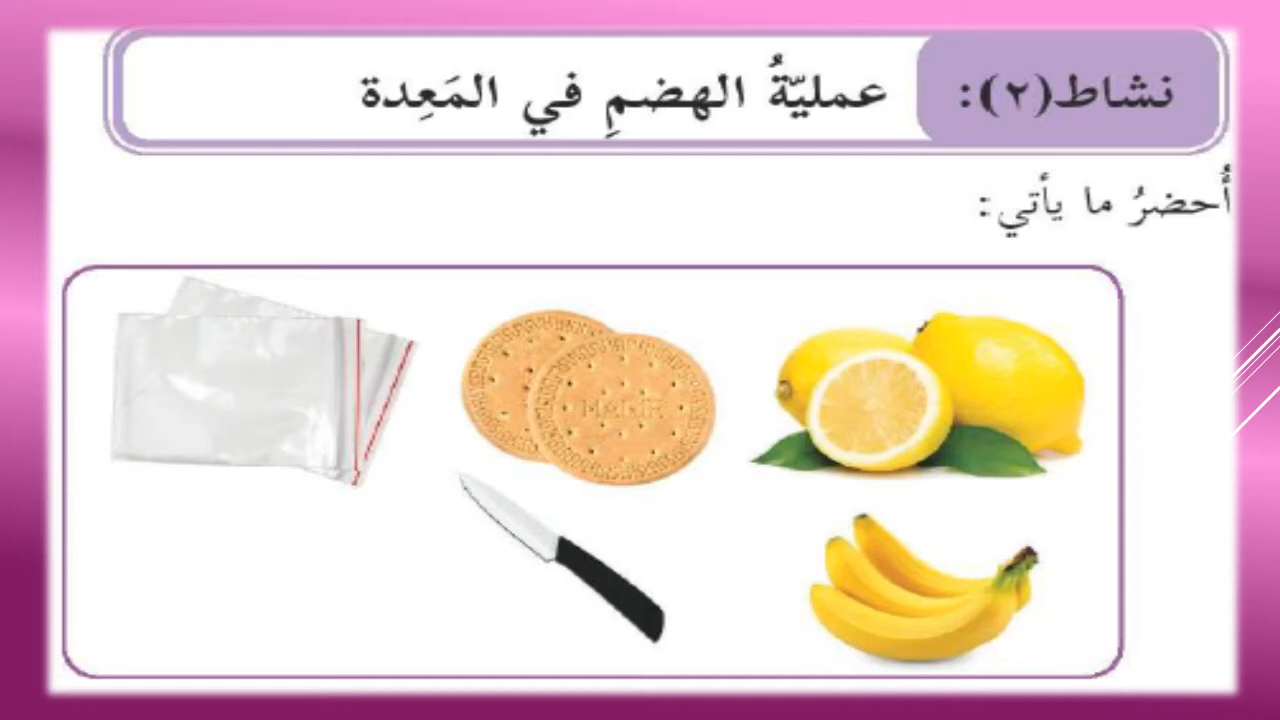 نشاط(٢): عمليّةُ الهضمِ في المَعِدة
أُحضرُ ما يأتي: